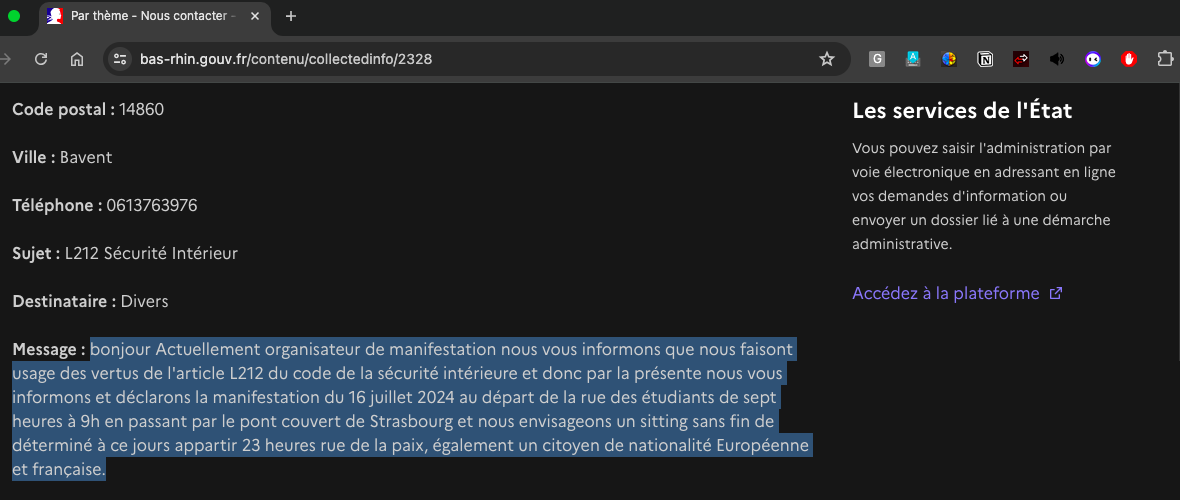 Par thème - Nous contacter -
bas-rhin.gouv.fr/contenu/collectedinfo/2328
Code postal : 14860
Ville : Bavent
Téléphone : 0613763976
Sujet : L212 Sécurité Intérieur
Destinataire : Divers
Message : bonjour Actuellement organisateur de manifestation nous vous informons que nous faisont
usage des vertus de l'article L212 du code de la sécurité intérieure et donc par la présente nous vous
informons et déclarons la manifestation du 16 juillet 2024 au départ de la rue des étudiants de sept
heures à 9h en passant par le pont couvert de Strasbourg et nous envisageons un sitting sans fin de
déterminé à ce jours appartir 23 heures rue de la paix, également un citoyen de nationalité Européenne
et française.
Les services de l'État
Vous pouvez saisir l'administration par
voie électronique en adressant en ligne
vos demandes d'information ou
envoyer un dossier lié à une démarche
administrative.
Accédez à la plateforme